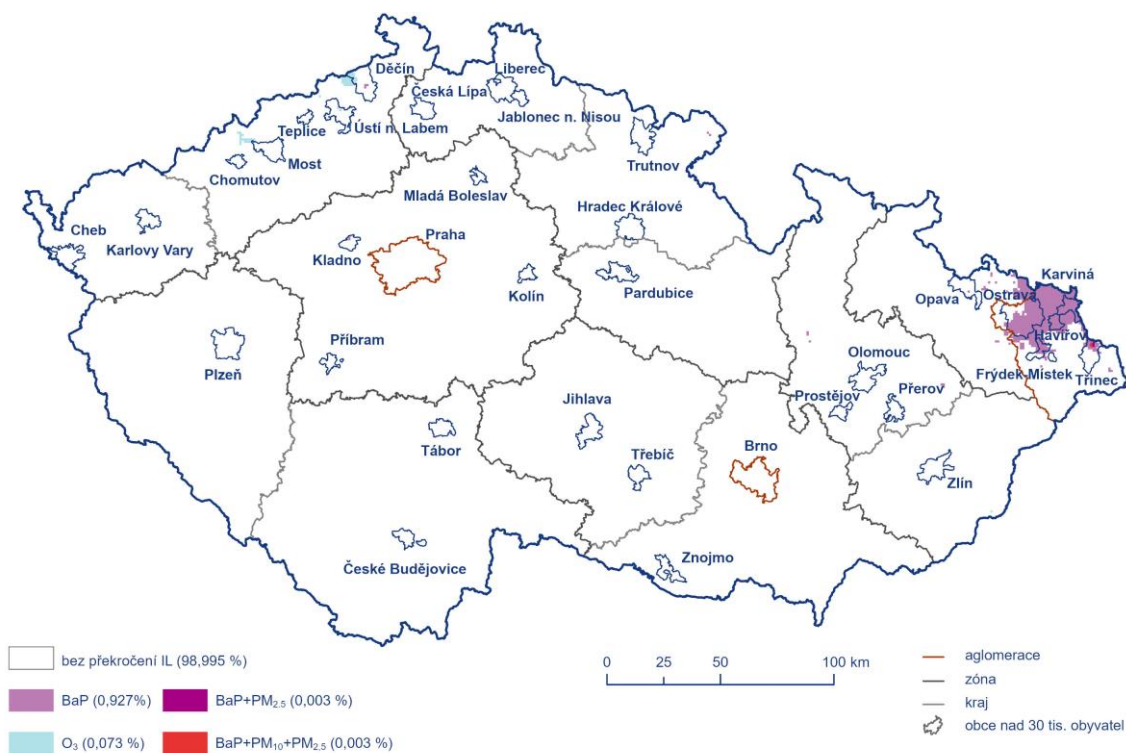 Děčín
Liberec
Česká Lípa
Teplice
Ústí n. Labem
Jablonec n. Nisou
Most
Trutnov
Chomutov
Mladá Boleslav
Hradec Králové
Cheb
Karlovy Vary
Praha
Kladno
Kolín
Pardubice
Karviná
Opava
Ostrava
Havířov
Příbram
Plzeň
Olomouc
Frýdek Místek
Třinec
Prostějov
Přerov
Jihlava
Tábor
Brno
Třebíč
Zlín
České Budějovice
Znojmo
bez překročení IL (98,995 %)
BaP (0,927%)
BaP+PM2.5 (0,003 %)
O3 (0,073 %)
BaP+PM10+PM2.5 (0,003 %)
0 25 50 100 km
aglomerace
zóna
kraj
obce nad 30 tis. obyvatel